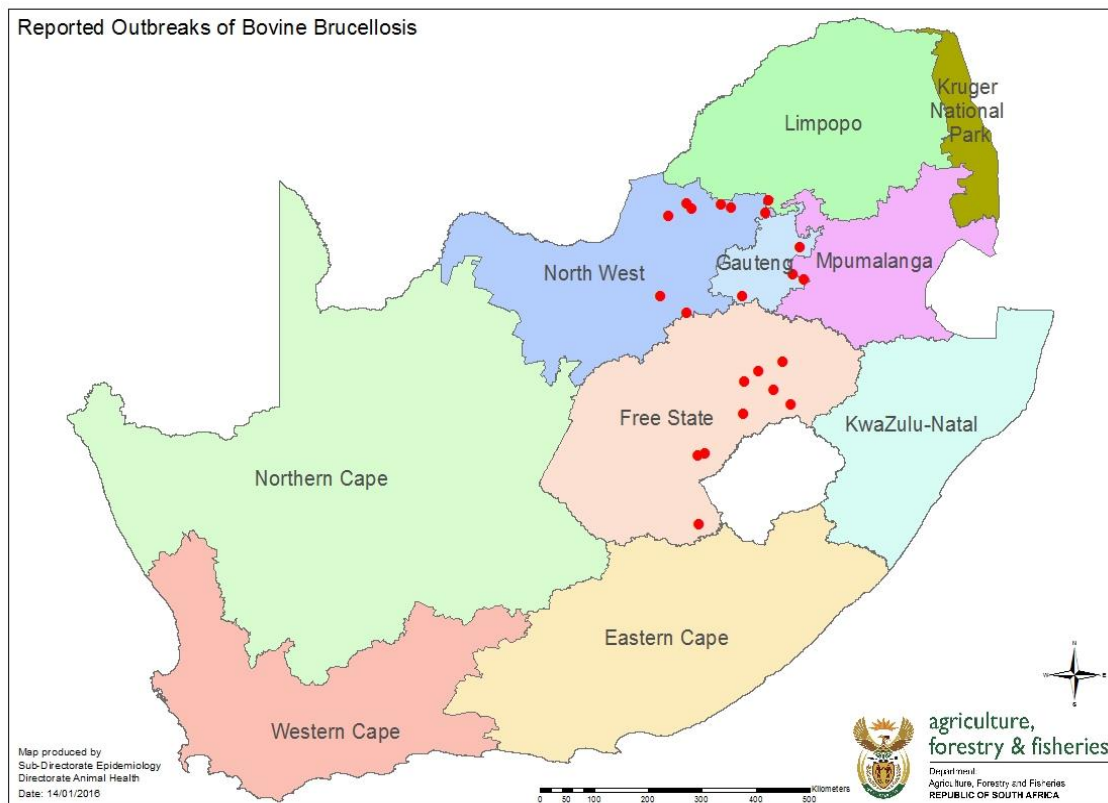 Reported Outbreaks of Bovine Brucellosis
Kruger
National
Park
Limpopo
North West
Gauteng
Mpumalanga
Free State
KwaZulu-Natal
Northern Cape
Eastern Cape
Western Cape
N
W
E
S
Map produced by
Sub-Directorate Epidemiology
Directorate Animal Health
Date: 14/01/2016
Kilometers
0 50 100 200 300 400 500
agriculture,
forestry & fisheries
Department:
Agriculture, Forestry and Fisheries
REPUBLIC OF SOUTH AFRICA